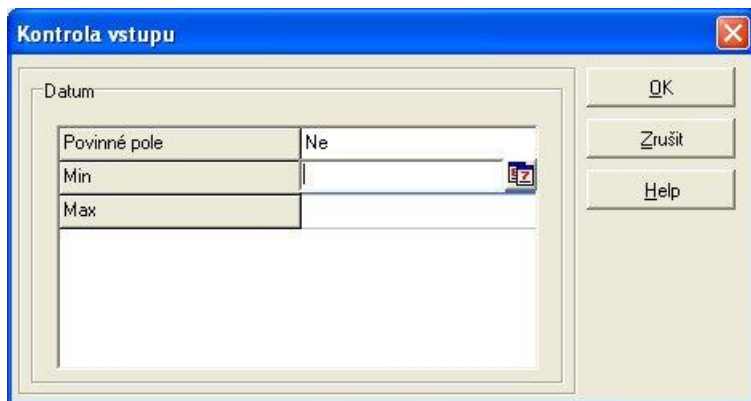 Kontrola vstupu
Datum
Povinné pole Ne
Min
Max
OK
Zrušit
Help